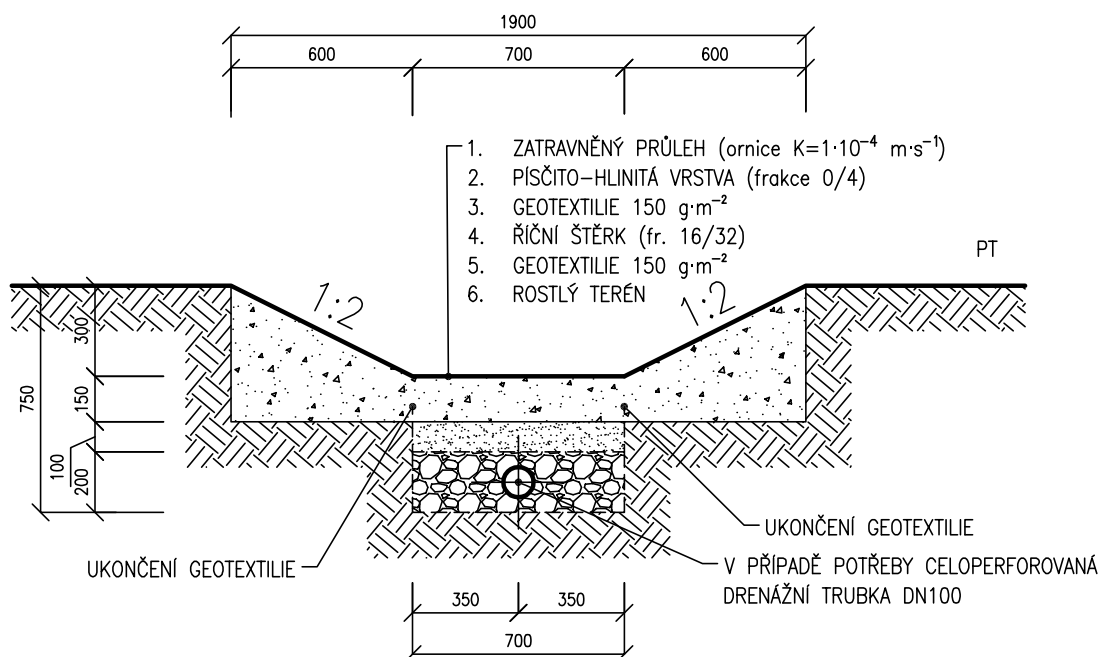 1900
600
700
600
1. ZATRAVNĚNÝ PRŮLEH (ornice K=1·10⁻⁴ m·s⁻¹)
2. PÍSČITO-HLINITÁ VRSTVA (frakce 0/4)
3. GEOTEXTILIE 150 g·m⁻²
4. ŘÍČNÍ ŠTĚRK (fr. 16/32)
5. GEOTEXTILIE 150 g·m⁻²
6. ROSTLÝ TERÉN
PT
1:2
1:2
750
300
150
100
200
UKONČENÍ GEOTEXTILIE
UKONČENÍ GEOTEXTILIE
V PŘÍPADĚ POTŘEBY CELOPERFOROVANÁ
DRENÁŽNÍ TRUBKA DN100
350
350
700